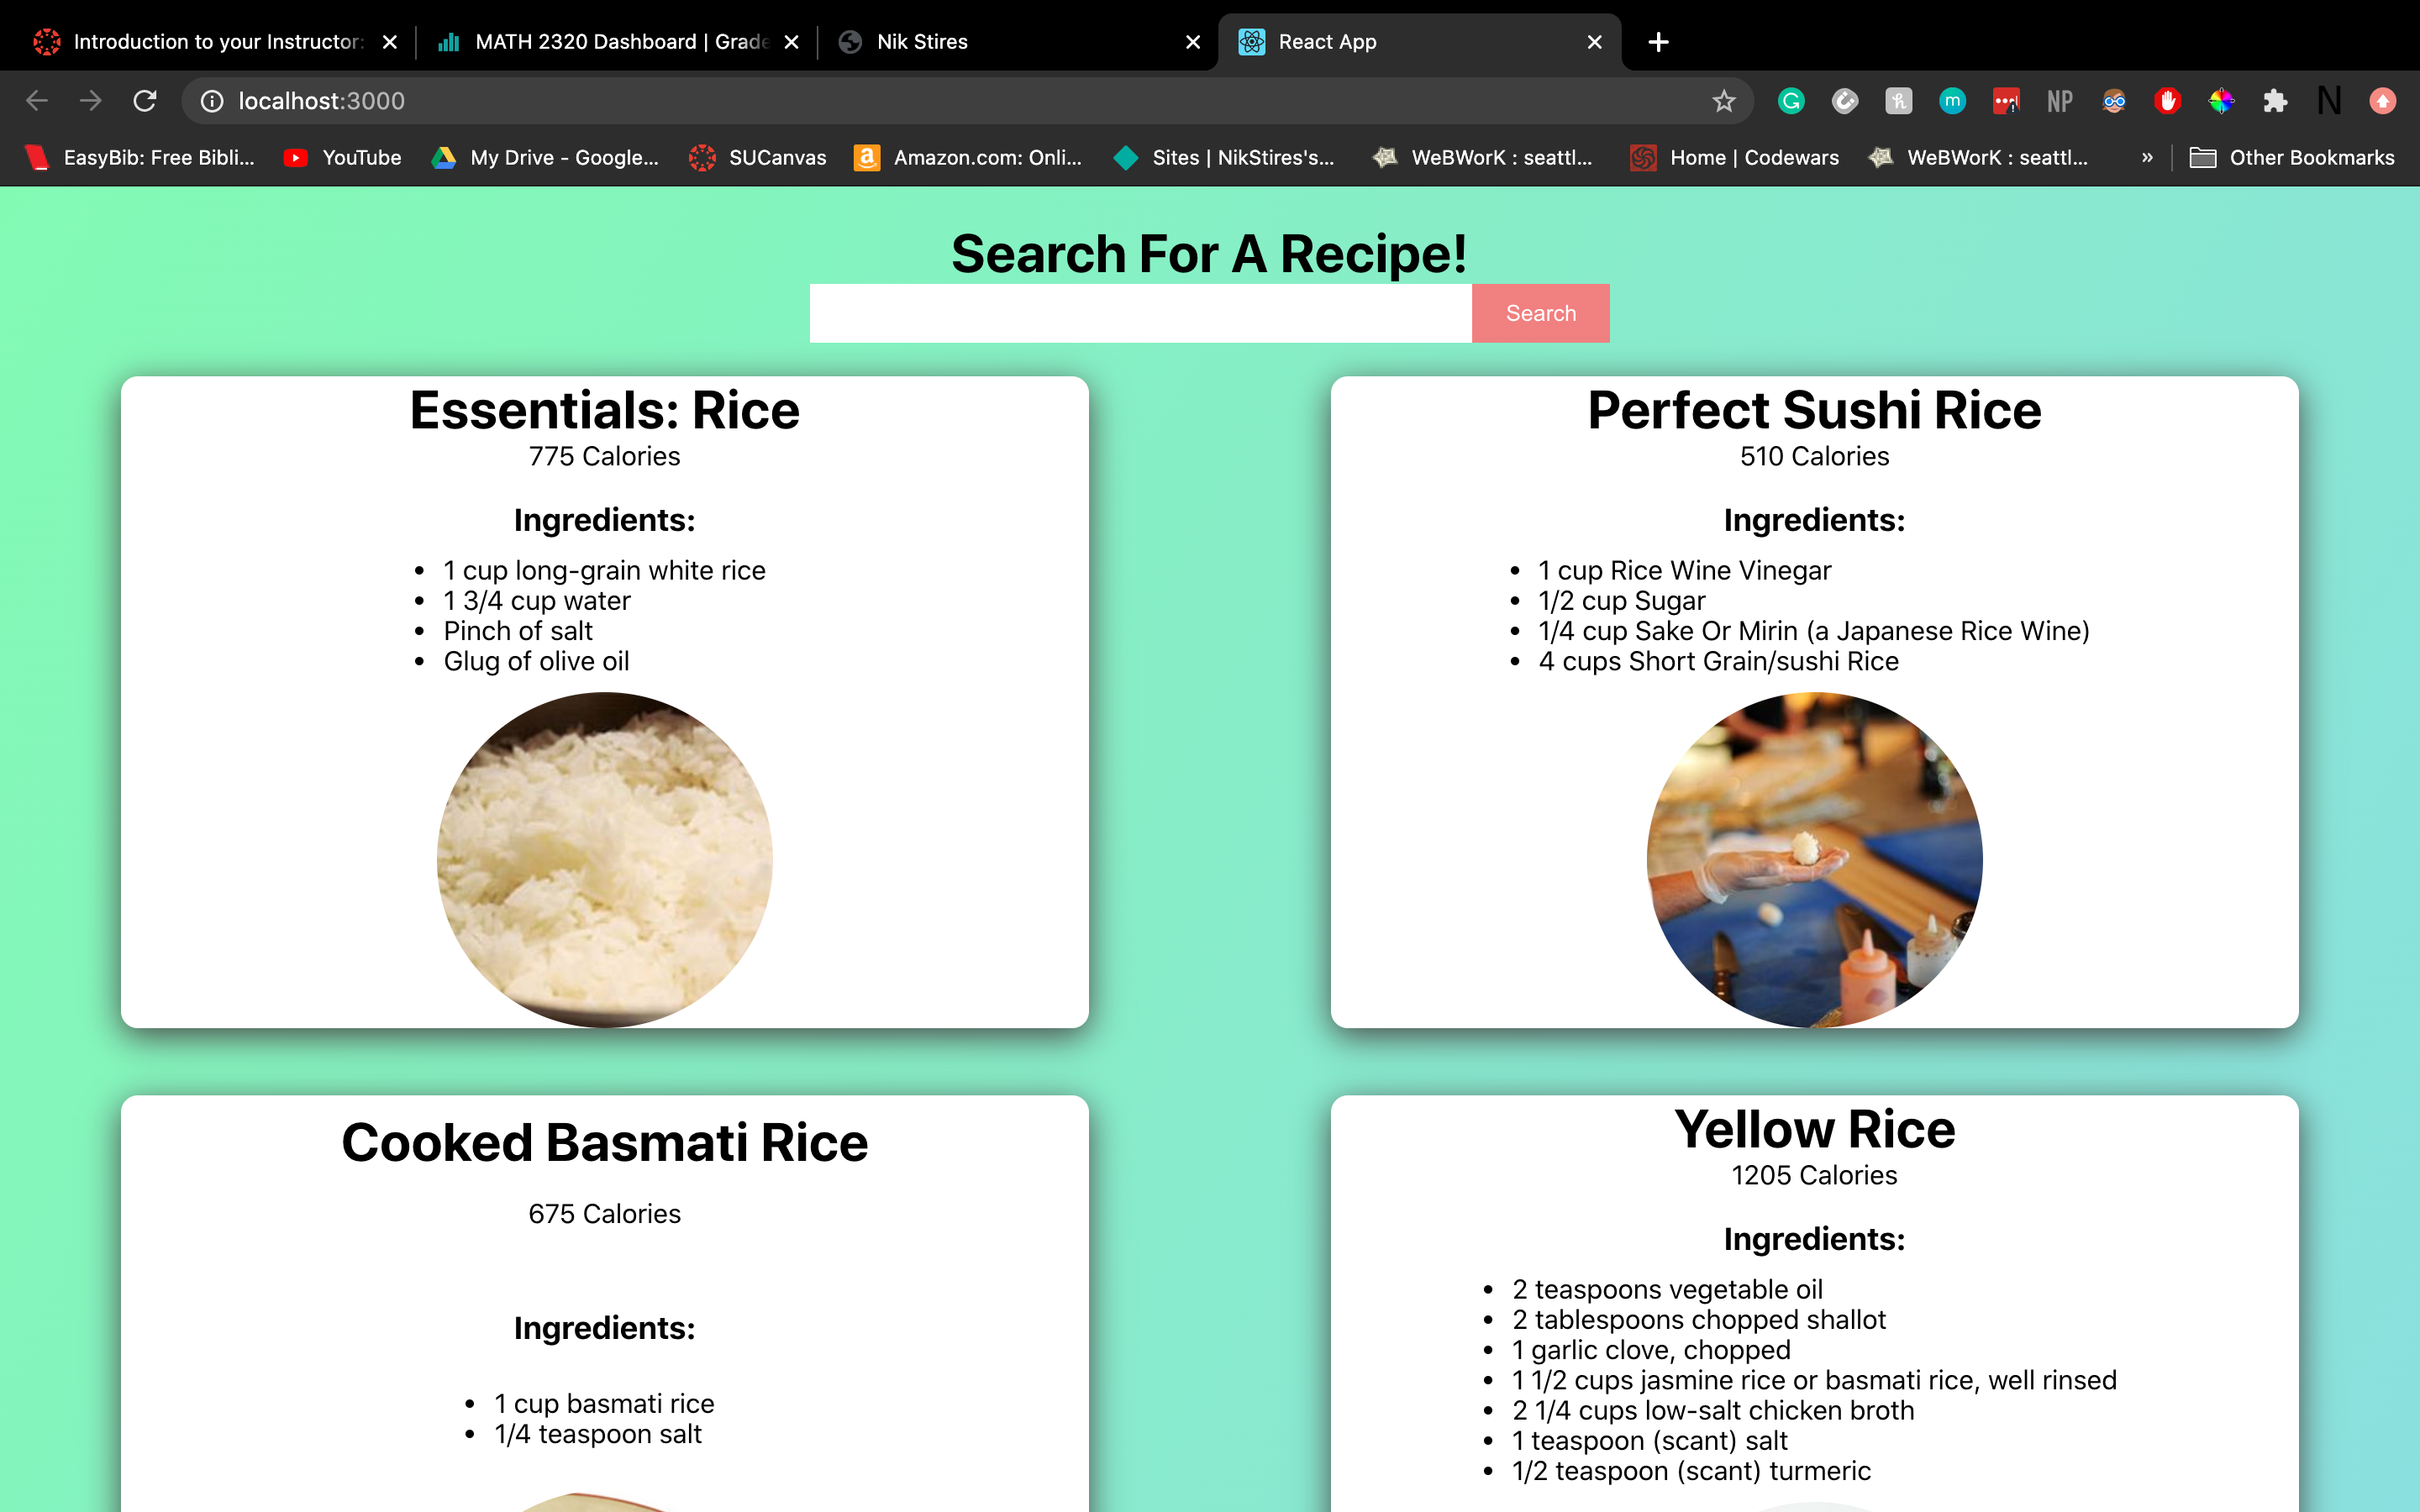 Introduction to your Instructor:
MATH 2320 Dashboard | Grade
Nik Stires
React App
localhost:3000
NP
N
EasyBib: Free Bibli...
YouTube
My Drive - Google...
SUCanvas
Amazon.com: Onli...
Sites | NikStires's...
WeBWorK : seattl...
Home | Codewars
WeBWorK : seattl...
»
Other Bookmarks
Search For A Recipe!
Search
Essentials: Rice
775 Calories
Ingredients:
• 1 cup long-grain white rice
• 1 3/4 cup water
• Pinch of salt
• Glug of olive oil
Perfect Sushi Rice
510 Calories
Ingredients:
• 1 cup Rice Wine Vinegar
• 1/2 cup Sugar
• 1/4 cup Sake Or Mirin (a Japanese Rice Wine)
• 4 cups Short Grain/sushi Rice
Cooked Basmati Rice
675 Calories
Ingredients:
• 1 cup basmati rice
• 1/4 teaspoon salt
Yellow Rice
1205 Calories
Ingredients:
• 2 teaspoons vegetable oil
• 2 tablespoons chopped shallot
• 1 garlic clove, chopped
• 1 1/2 cups jasmine rice or basmati rice, well rinsed
• 2 1/4 cups low-salt chicken broth
• 1 teaspoon (scant) salt
• 1/2 teaspoon (scant) turmeric